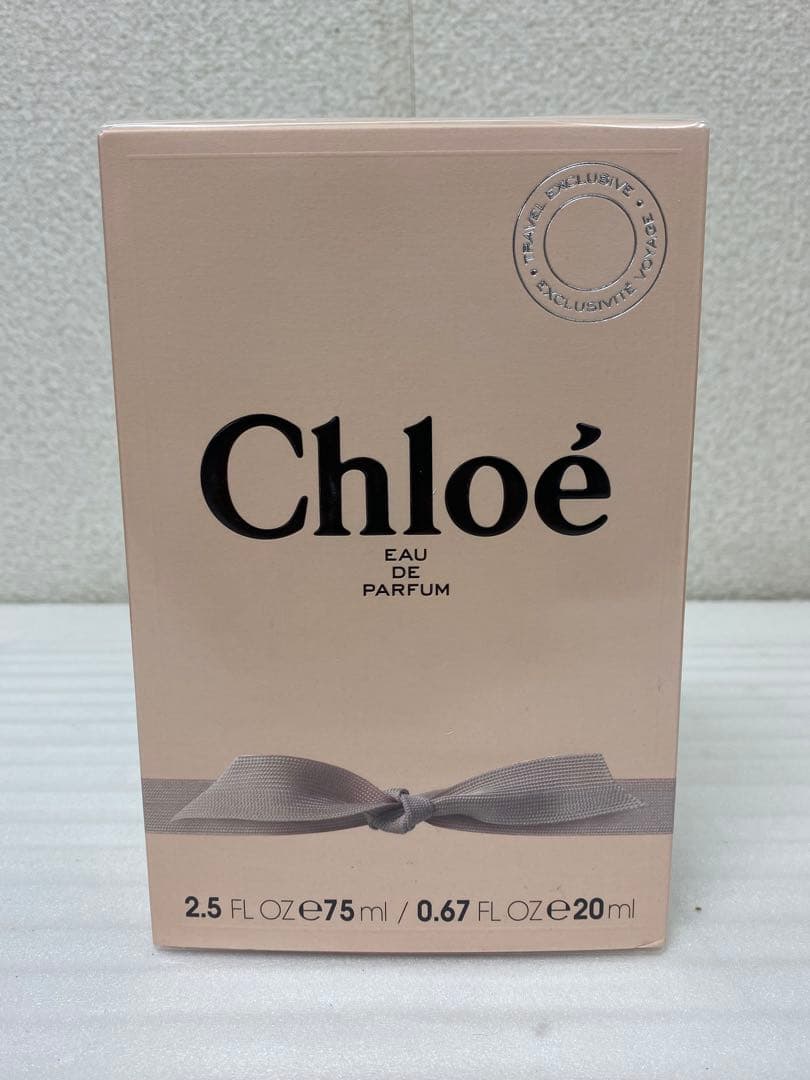 • TRAVEL EXCLUSIVE •
EXCLUSIVITÉ VOYAGE
Chloé
EAU
DE
PARFUM
2.5 FL OZ e 75 ml / 0.67 FL OZ e 20 ml